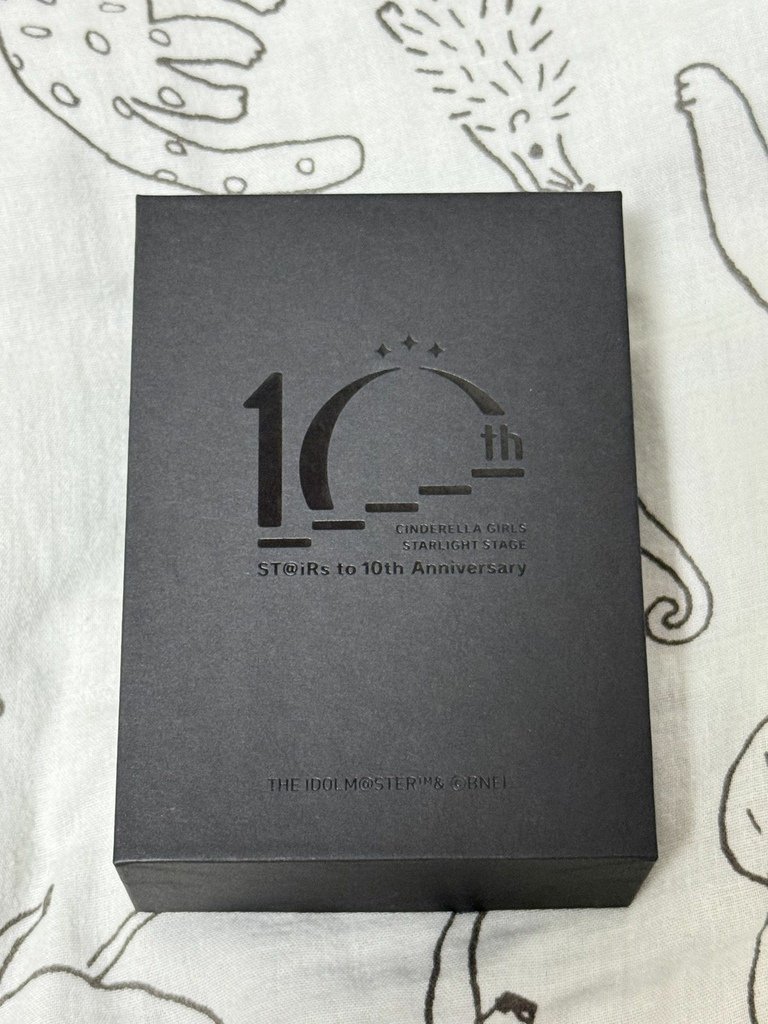 10th
CINDERELLA GIRLS
STARLIGHT STAGE
ST@iRs to 10th Anniversary
THE IDOLM@STER™& ©BNEI